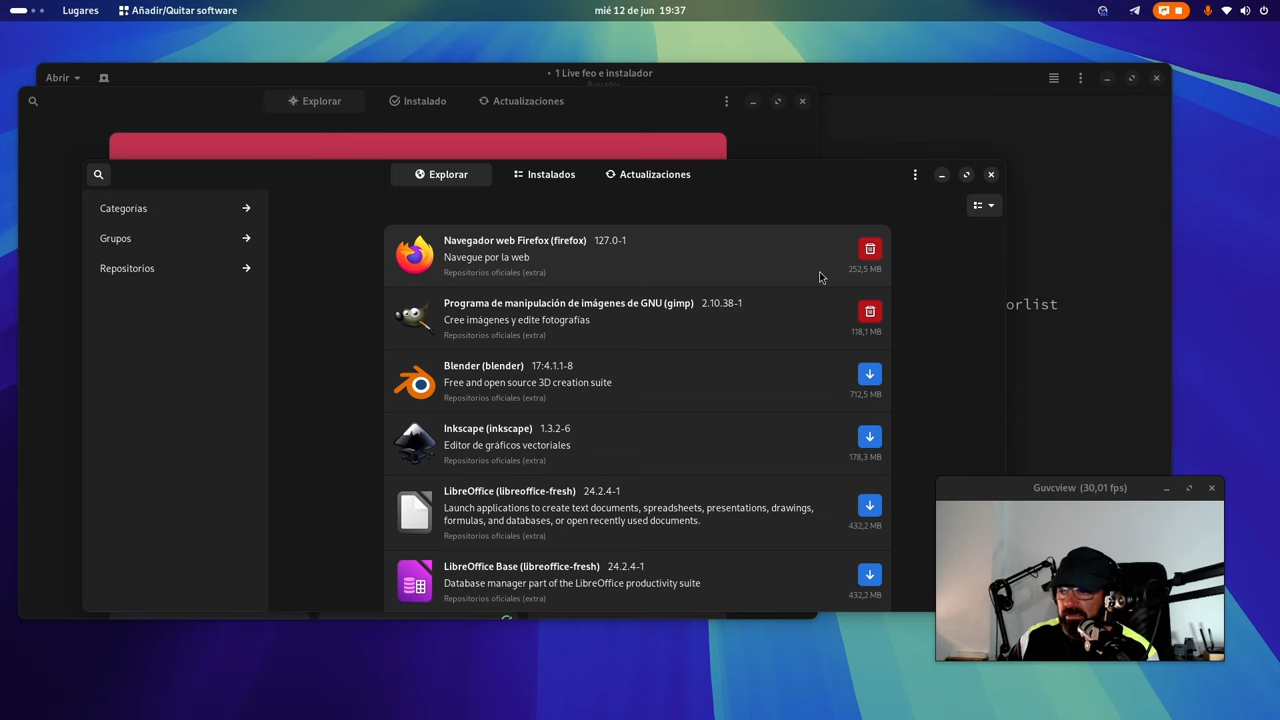 Lugares
Añadir/Quitar software
mié 12 de jun 19:37
Abrir
• 1 Live feo e instalador
Explorar
Instalado
Actualizaciones
Explorar
Instalados
Actualizaciones
Categorias
Grupos
Repositorios
Navegador web Firefox (firefox) 127.0-1
Navegue por la web
Repositorios oficiales (extra)
252,5 MB
Programa de manipulación de imágenes de GNU (gimp) 2.10.38-1
Cree imágenes y edite fotografías
Repositorios oficiales (extra)
118,1 MB
Blender (blender) 17:4.1.1-8
Free and open source 3D creation suite
Repositorios oficiales (extra)
712,5 MB
Inkscape (inkscape) 1.3.2-6
Editor de gráficos vectoriales
Repositorios oficiales (extra)
178,3 MB
LibreOffice (libreoffice-fresh) 24.2.4-1
Launch applications to create text documents, spreadsheets, presentations, drawings,
formulas, and databases, or open recently used documents.
Repositorios oficiales (extra)
432,2 MB
LibreOffice Base (libreoffice-fresh) 24.2.4-1
Database manager part of the LibreOffice productivity suite
Repositorios oficiales (extra)
432,2 MB
orlist
Guvcview (30,01 fps)